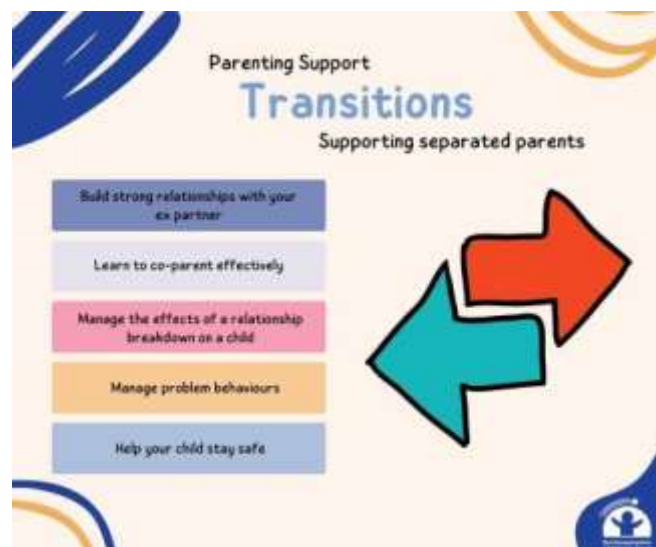 Parenting Support
Transitions
Supporting separated parents
Build strong relationships with your
ex partner
Learn to co-parent effectively
Manage the effects of a relationship
breakdown on a child
Manage problem behaviours
Help your child stay safe